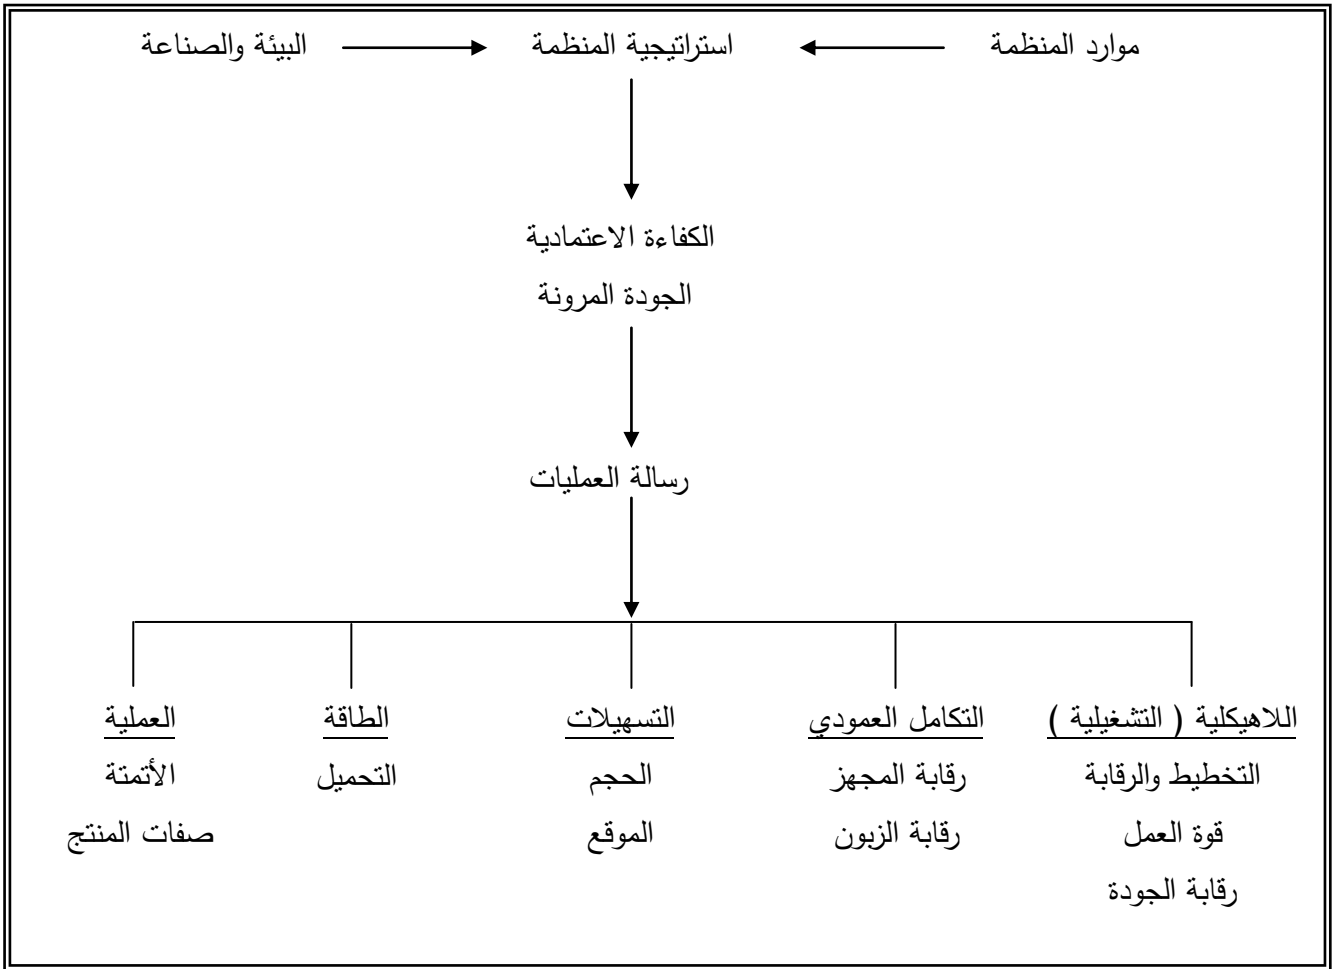 موارد المنظمة استراتيجية المنظمة البيئة والصناعة
الكفاءة الاعتمادية
الجودة المرونة
رسالة العمليات
اللاهيكلية ( التشغيلية ) التكامل العمودي التسهيلات الطاقة العملية
التخطيط والرقابة رقابة المجهز الحجم التحميل الأتمتة
قوة العمل رقابة الزبون الموقع صفات المنتج
رقابة الجودة